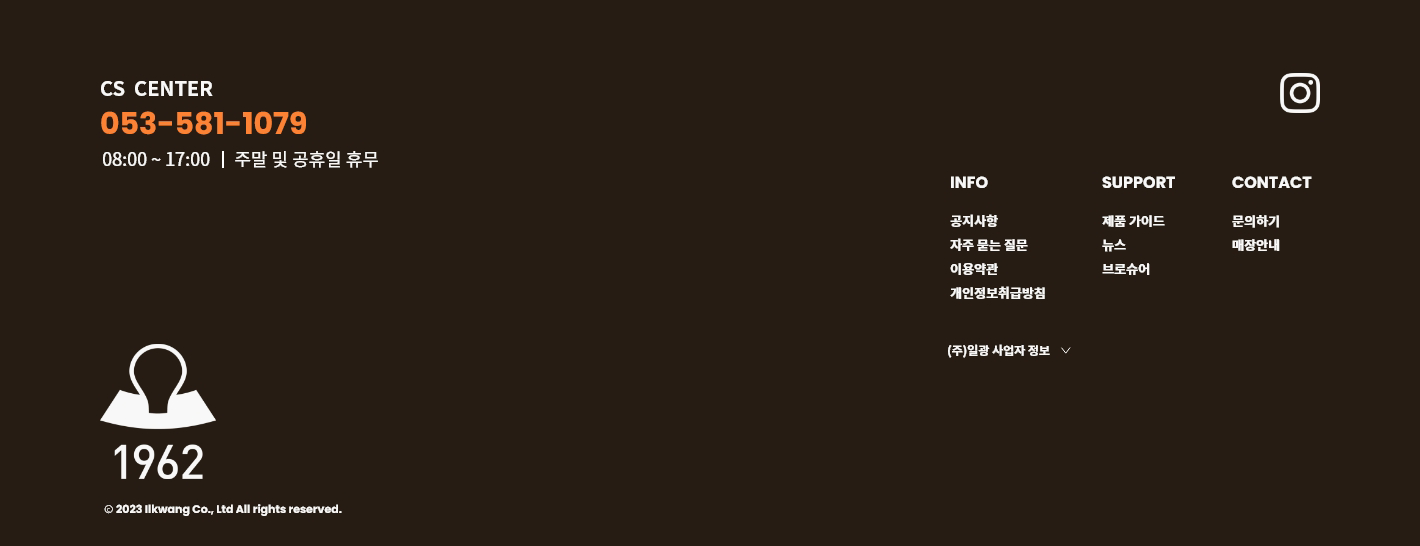 CS CENTER
053-581-1079
08:00 ~ 17:00 | 주말 및 공휴일 휴무
INFO
공지사항
자주 묻는 질문
이용약관
개인정보취급방침
SUPPORT
제품 가이드
뉴스
브로슈어
CONTACT
문의하기
매장안내
(주)일광 사업자 정보
1962
© 2023 Ilkwang Co., Ltd All rights reserved.